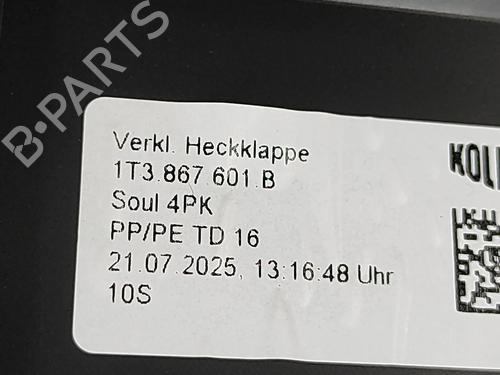 B-PARTS
Verkl. Heckklappe
1T3.867.601.B
Soul 4PK
PP/PE TD 16
21.07.2025, 13:16:48 Uhr
10S